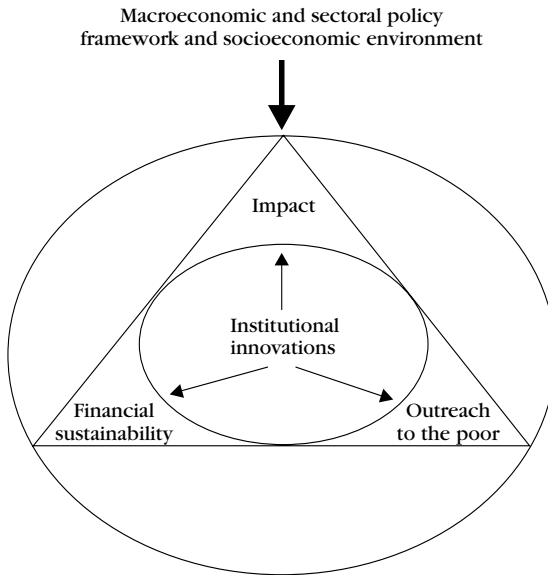 Macroeconomic and sectoral policy
framework and socioeconomic environment
Impact
Institutional
innovations
Financial
sustainability
Outreach
to the poor